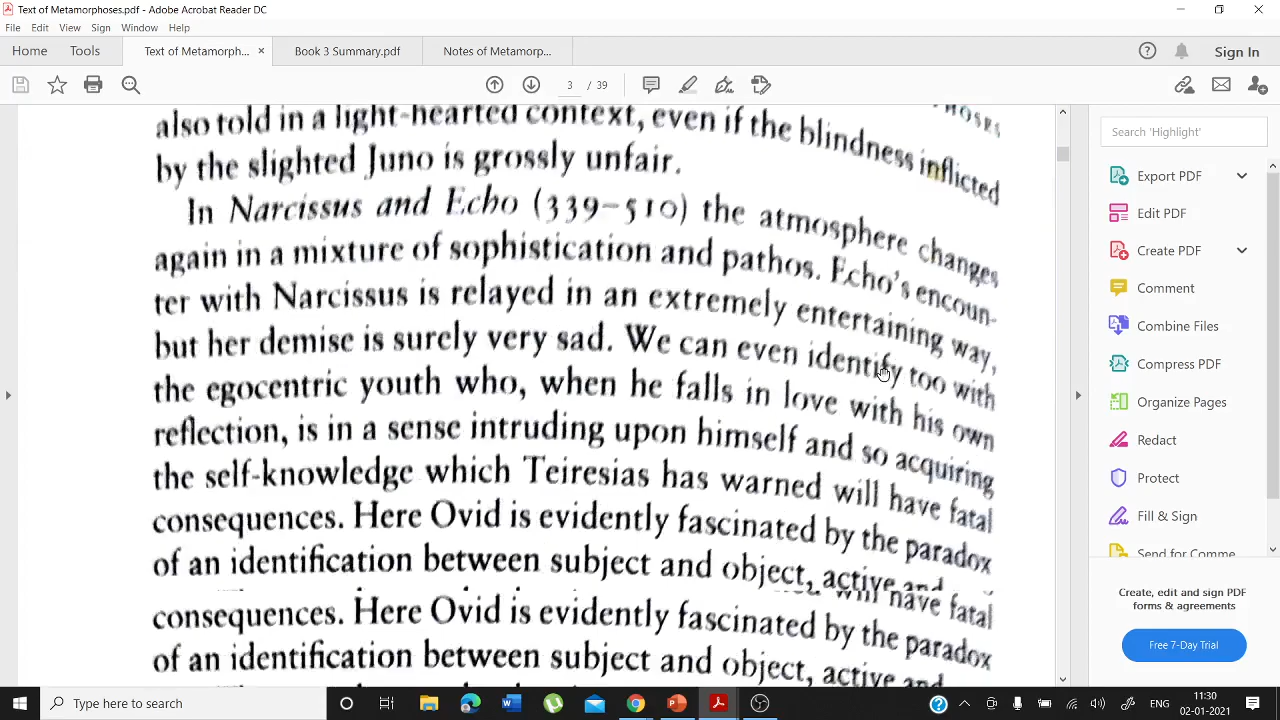 Text of Metamorphoses.pdf - Adobe Acrobat Reader DC
File Edit View Sign Window Help
Home Tools Text of Metamorph... × Book 3 Summary.pdf Notes of Metamorp... Sign In
3 / 39
also told in a light-hearted context, even if the blindness inflicted
by the slighted Juno is grossly unfair.
In Narcissus and Echo (339–510) the atmosphere changes
again in a mixture of sophistication and pathos. Echo's encoun-
ter with Narcissus is relayed in an extremely entertaining way,
but her demise is surely very sad. We can even identify too with
the egocentric youth who, when he falls in love with his own
reflection, is in a sense intruding upon himself and so acquiring
the self-knowledge which Teiresias has warned will have fatal
consequences. Here Ovid is evidently fascinated by the paradox
of an identification between subject and object, active and
will have fatal
consequences. Here Ovid is evidently fascinated by the paradox
of an identification between subject and object, active and
Search 'Highlight'
Export PDF
Edit PDF
Create PDF
Comment
Combine Files
Compress PDF
Organize Pages
Redact
Protect
Fill & Sign
Send for Comme
Create, edit and sign PDF
forms & agreements
Free 7-Day Trial
Type here to search
ENG
11:30
02-01-2021